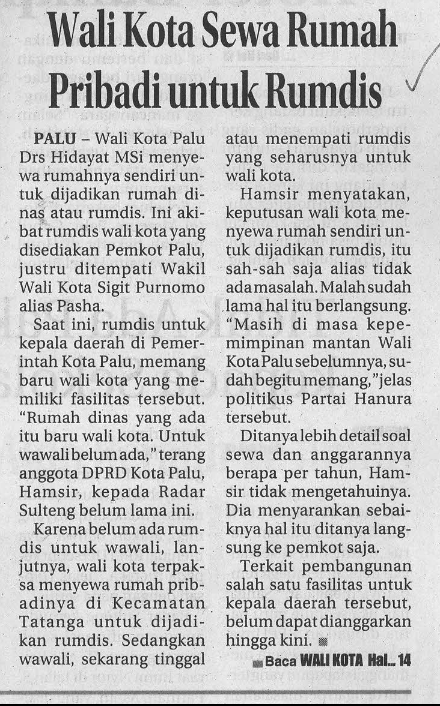 Wali Kota Sewa Rumah
Pribadi untuk Rumdis
PALU – Wali Kota Palu
Drs Hidayat MSi menye-
wa rumahnya sendiri un-
tuk dijadikan rumah di-
nas atau rumdis. Ini aki-
bat rumdis wali kota yang
disediakan Pemkot Palu,
justru ditempati Wakil
Wali Kota Sigit Purnomo
alias Pasha.
Saat ini, rumdis untuk
kepala daerah di Pemer-
intah Kota Palu, memang
baru wali kota yang me-
miliki fasilitas tersebut.
“Rumah dinas yang ada
itu baru wali kota. Untuk
wawali belum ada,” terang
anggota DPRD Kota Palu,
Hamsir, kepada Radar
Sulteng belum lama ini.
Karena belum ada rum-
dis untuk wawali, lan-
jutnya, wali kota terpak-
sa menyewa rumah prib-
badinya di Kecamatan
Tatanga untuk dijadi-
kan rumdis. Sedangkan
wawali, sekarang tinggal
atau menempati rumdis
yang seharusnya untuk
wali kota.
Hamsir menyatakan,
keputusan wali kota me-
nyewa rumah sendiri un-
tuk dijadikan rumdis, itu
sah-sah saja alias tidak
ada masalah. Malah sudah
lama hal itu berlangsung.
“Masih di masa kepe-
mimpinan mantan Wali
Kota Palu sebelumnya, su-
dah begitu memang,”jelas
politikus Partai Hanura
tersebut.
Ditanya lebih detail soal
sewa dan anggarannya
berapa per tahun, Ham-
sir tidak mengetahuinya.
Dia menyarankan sebai-
knya hal itu ditanya lang-
sung ke pemkot saja.
Terkait pembangunan
salah satu fasilitas untuk
kepala daerah tersebut,
belum dapat dianggarkan
hingga kini.
Baca WALI KOTA Hal... 14